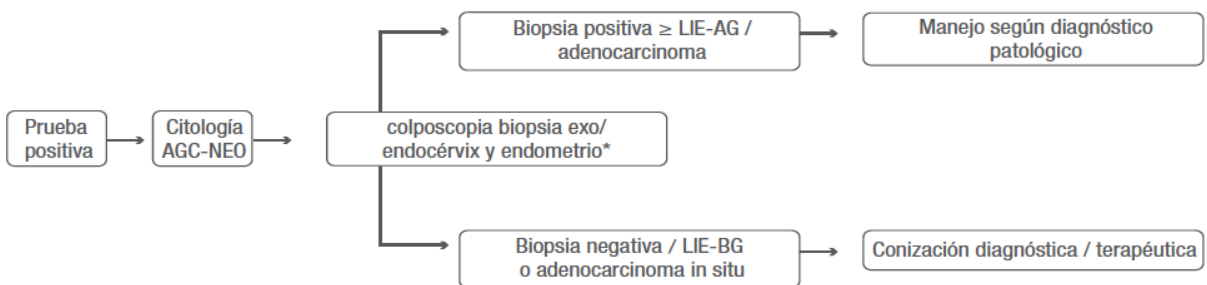 Prueba
positiva
Citología
AGC-NEO
colposcopia biopsia exo/
endocérvix y endometrio*
Biopsia positiva ≥ LIE-AG /
adenocarcinoma
Manejo según diagnóstico
patológico
Biopsia negativa / LIE-BG
o adenocarcinoma in situ
Conización diagnóstica / terapéutica